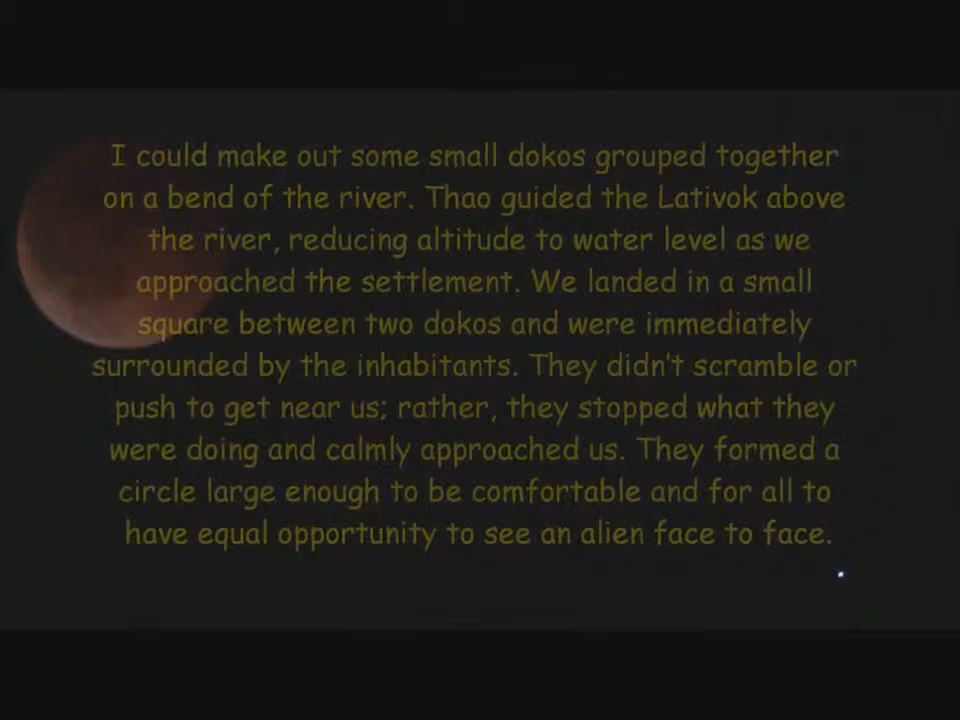 I could make out some small dokos grouped together
on a bend of the river. Thao guided the Lativok above
the river, reducing altitude to water level as we
approached the settlement. We landed in a small
square between two dokos and were immediately
surrounded by the inhabitants. They didn't scramble or
push to get near us; rather, they stopped what they
were doing and calmly approached us. They formed a
circle large enough to be comfortable and for all to
have equal opportunity to see an alien face to face.